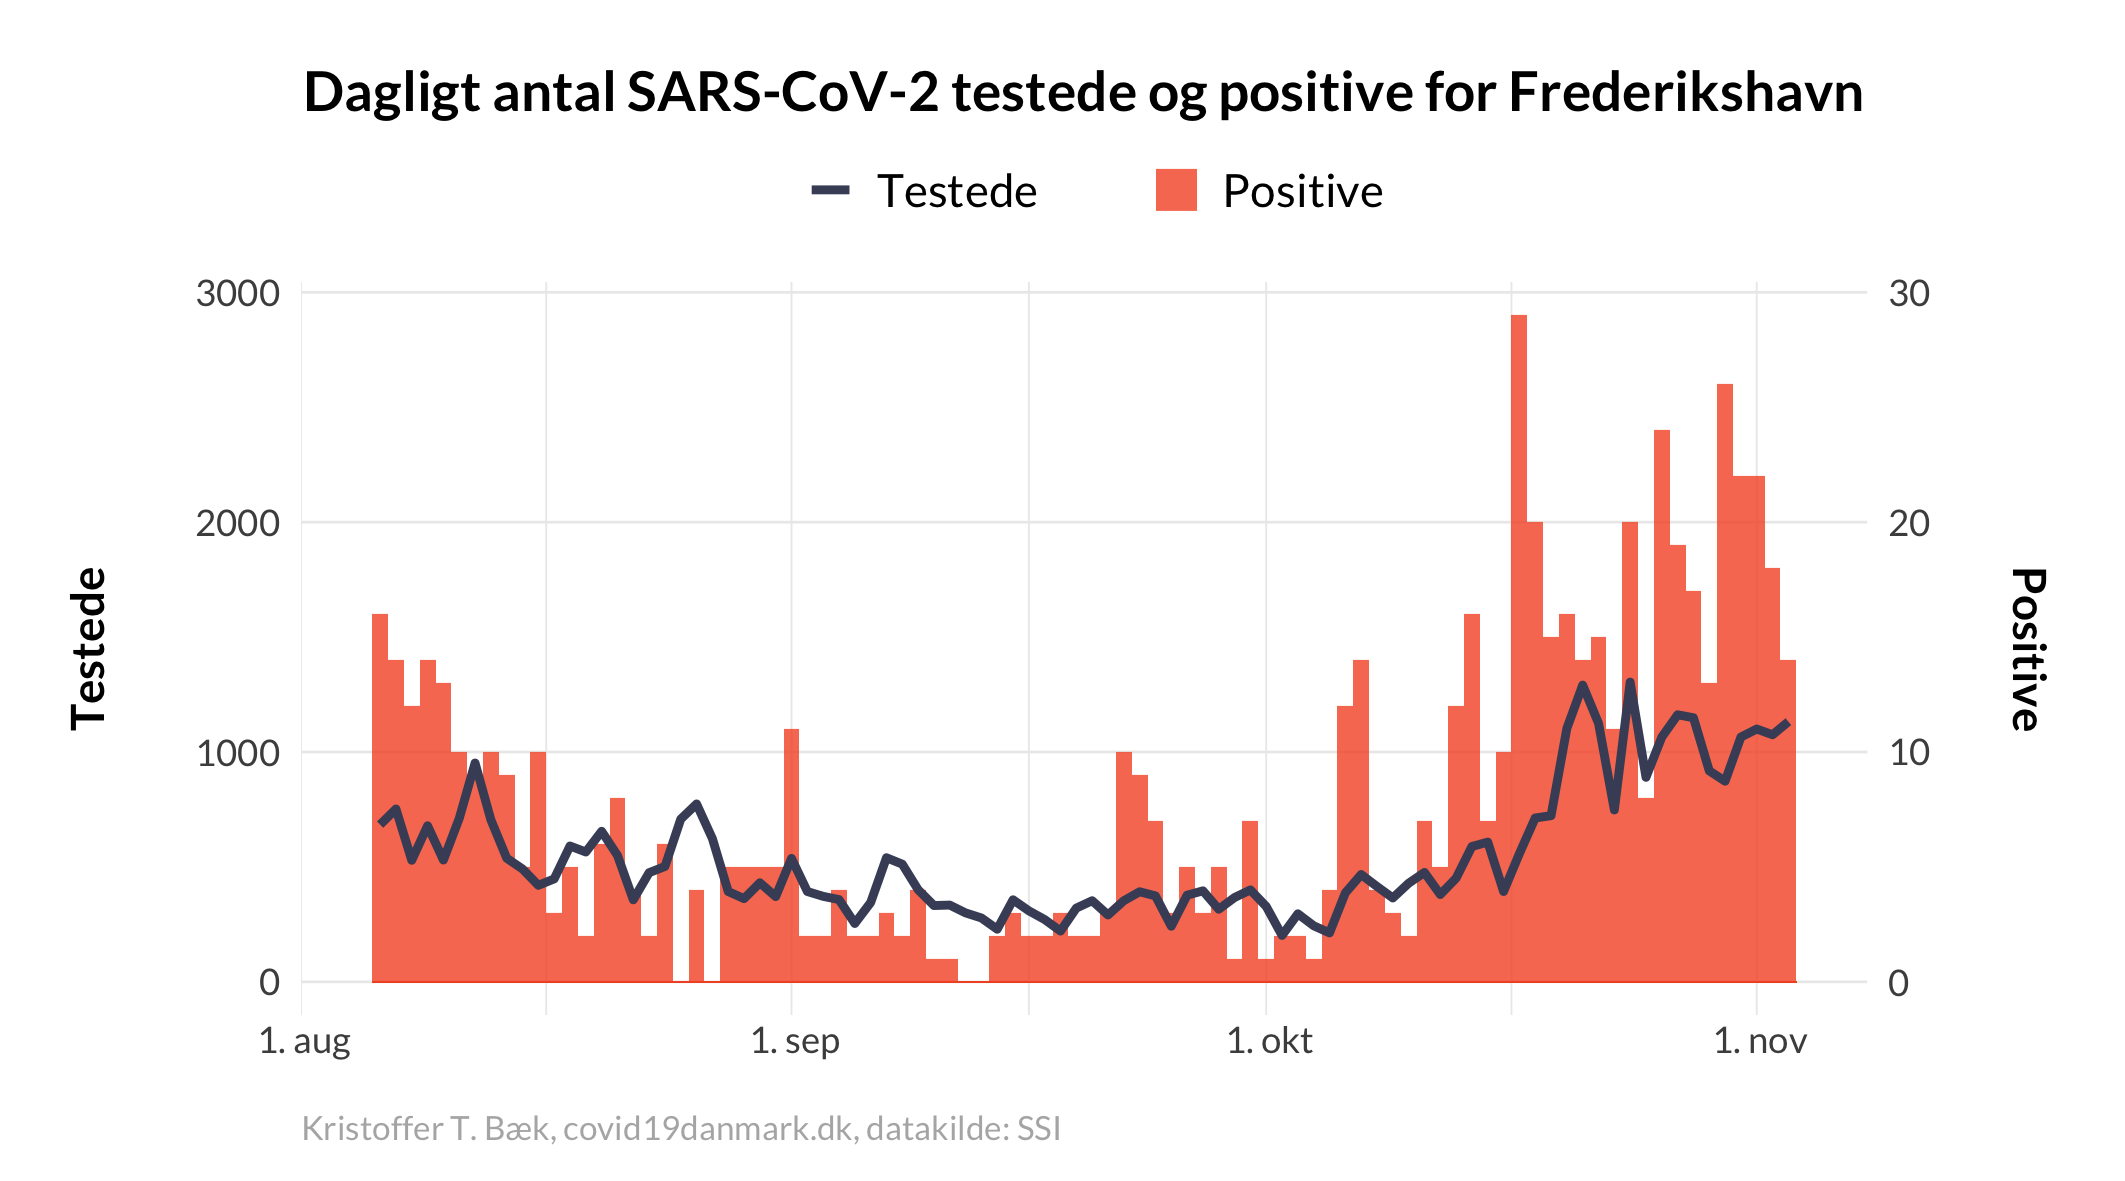 Dagligt antal SARS-CoV-2 testede og positive for Frederikshavn
Testede
Positive
3000
2000
1000
0
30
20
10
0
Testede
Positive
1. aug
1. sep
1. okt
1. nov
Kristoffer T. Bæk, covid19danmark.dk, datakilde: SSI